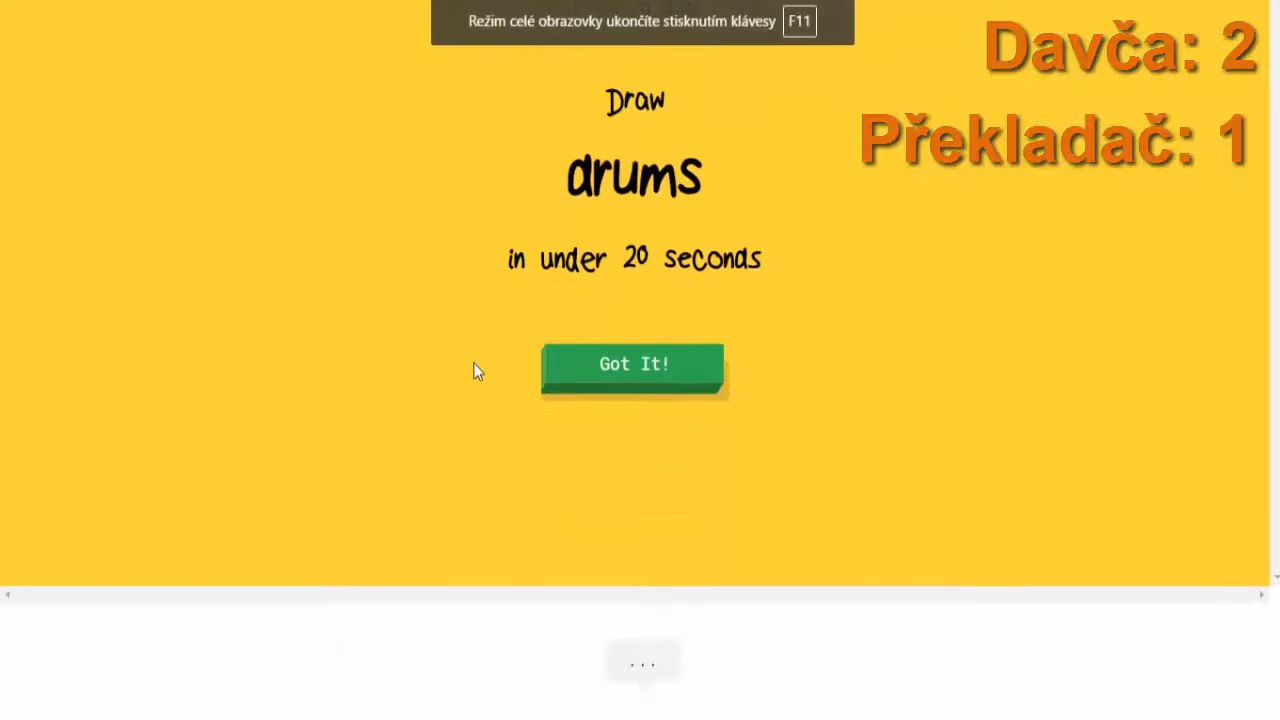 Režim celé obrazovky ukončíte stisknutím klávesy F11
Davča: 2
Překladač: 1
Draw
drums
in under 20 seconds
Got It!
...